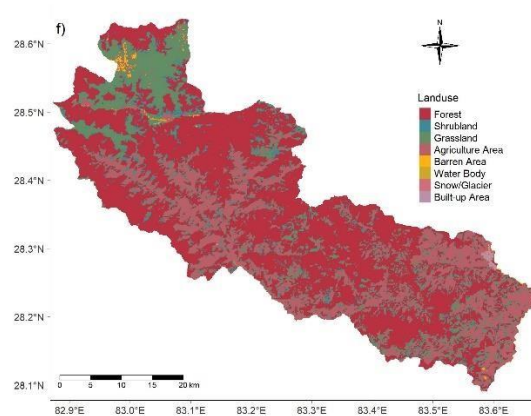 f)
N
28.6°N
28.5°N
28.4°N
28.3°N
28.2°N
28.1°N
Landuse
Forest
Shrubland
Grassland
Agriculture Area
Barren Area
Water Body
Snow/Glacier
Built-up Area
0 5 10 15 20 km
82.9°E 83.0°E 83.1°E 83.2°E 83.3°E 83.4°E 83.5°E 83.6°E